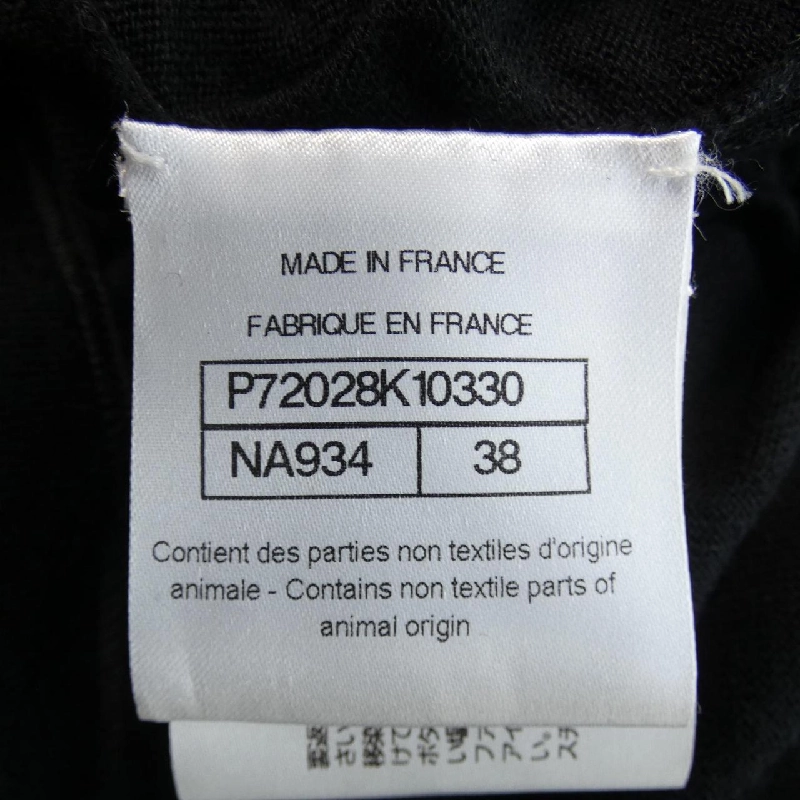 MADE IN FRANCE
FABRIQUE EN FRANCE
P72028K10330
NA934 38
Contient des parties non textiles d'origine
animale - Contains non textile parts of
animal origin